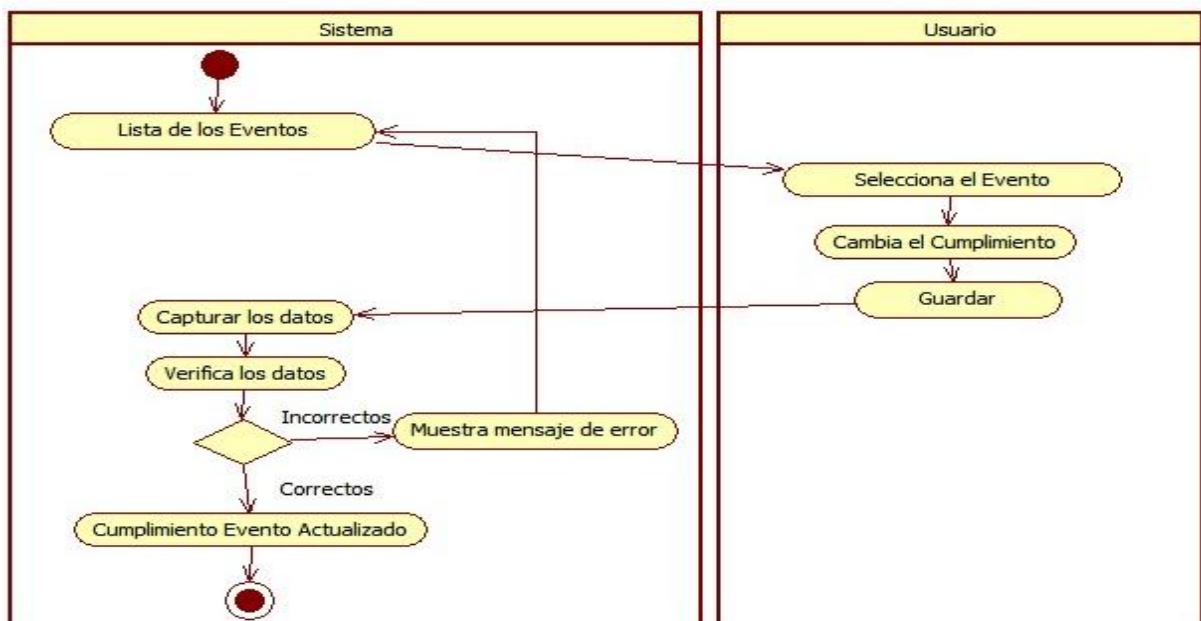 Sistema
Usuario
Lista de los Eventos
Selecciona el Evento
Cambia el Cumplimiento
Guardar
Capturar los datos
Verifica los datos
Incorrectos
Muestra mensaje de error
Correctos
Cumplimiento Evento Actualizado